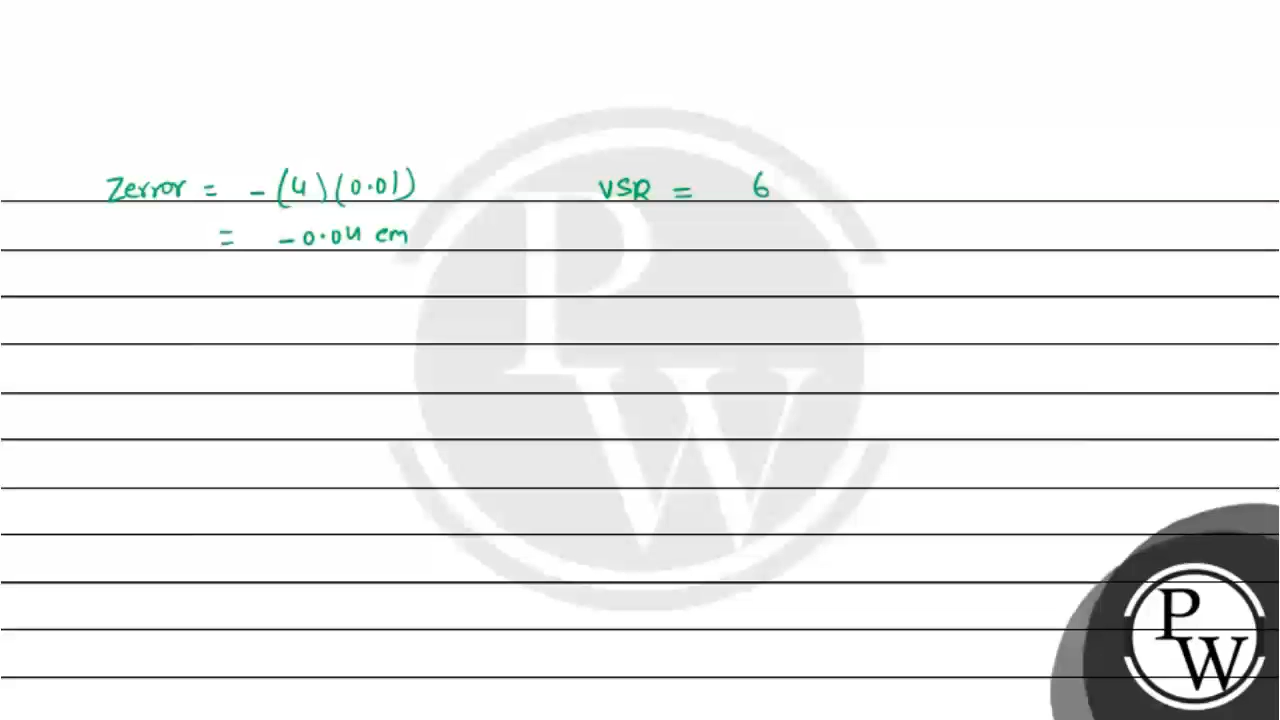 Zerror = - (4) (0.01)    VSR = 6
= - 0.04 cm
P
W
P
W